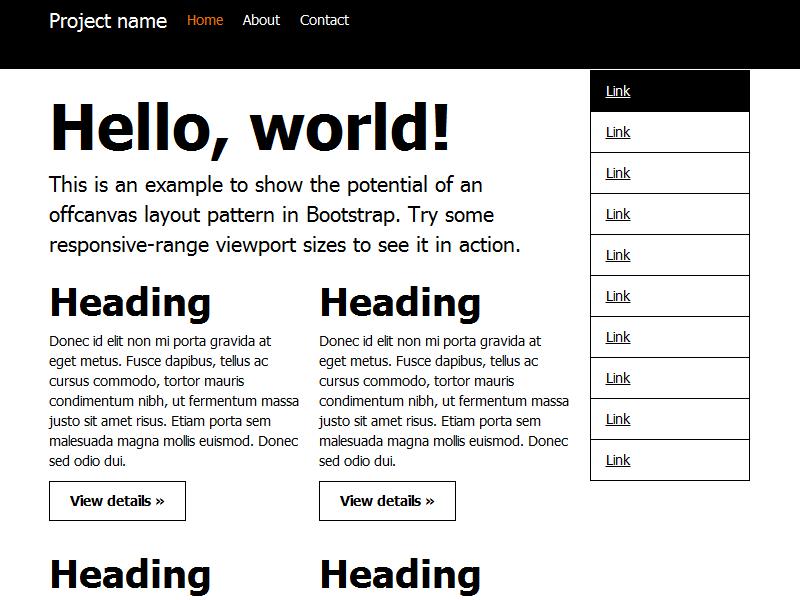 Project name Home About Contact
Hello, world!
This is an example to show the potential of an
offcanvas layout pattern in Bootstrap. Try some
responsive-range viewport sizes to see it in action.
Heading
Donec id elit non mi porta gravida at
eget metus. Fusce dapibus, tellus ac
cursus commodo, tortor mauris
condimentum nibh, ut fermentum massa
justo sit amet risus. Etiam porta sem
malesuada magna mollis euismod. Donec
sed odio dui.
View details »
Heading
Donec id elit non mi porta gravida at
eget metus. Fusce dapibus, tellus ac
cursus commodo, tortor mauris
condimentum nibh, ut fermentum massa
justo sit amet risus. Etiam porta sem
malesuada magna mollis euismod. Donec
sed odio dui.
View details »
Heading
Heading
Link
Link
Link
Link
Link
Link
Link
Link
Link
Link